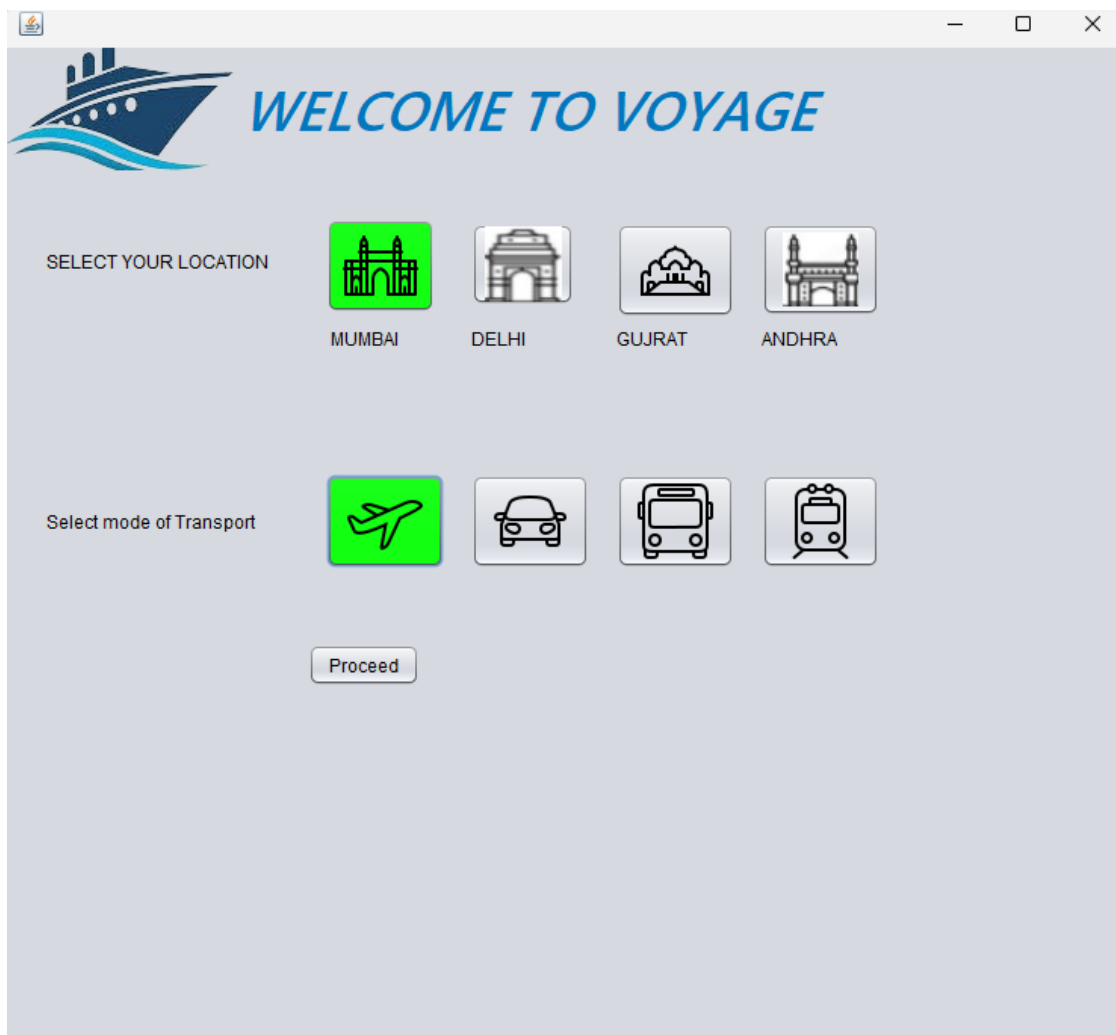 WELCOME TO VOYAGE
SELECT YOUR LOCATION
MUMBAI DELHI GUJRAT ANDHRA
Select mode of Transport
Proceed